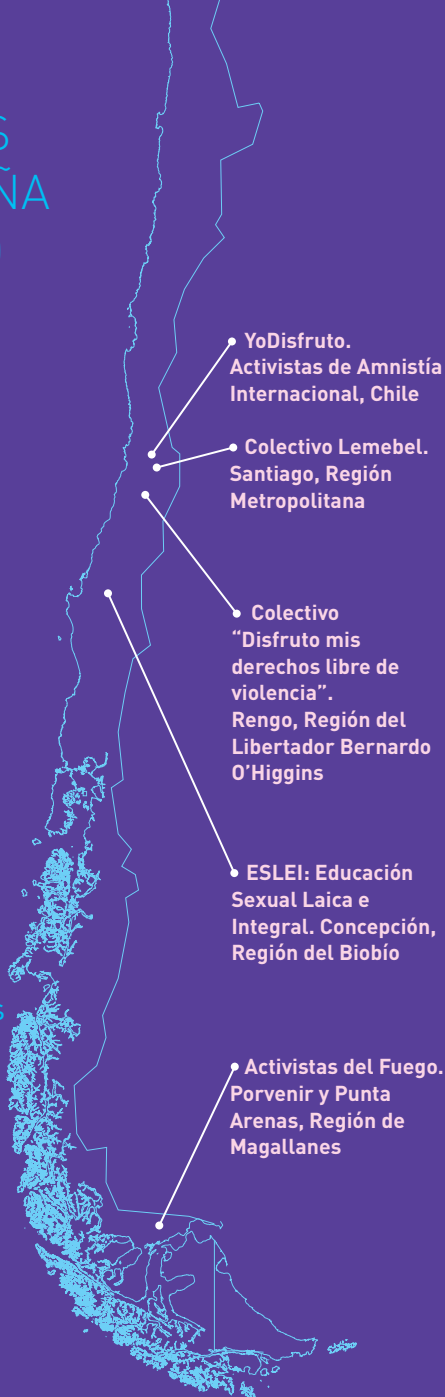 YoDisfruto.
Activistas de Amnistía
Internacional, Chile
Colectivo Lemebel.
Santiago, Región
Metropolitana
Colectivo
“Disfruto mis
derechos libre de
violencia”.
Rengo, Región del
Libertador Bernardo
O’Higgins
ESLEI: Educación
Sexual Laica e
Integral. Concepción,
Región del Biobío
Activistas del Fuego.
Porvenir y Punta
Arenas, Región de
Magallanes